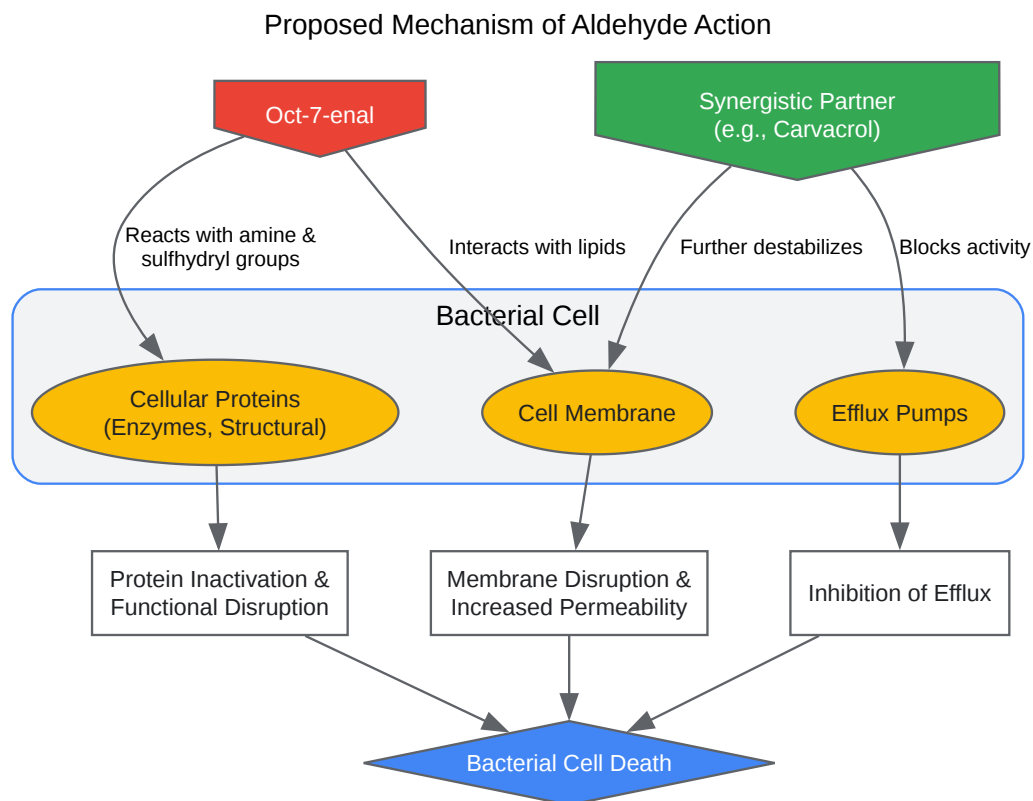 Proposed Mechanism of Aldehyde Action
Oct-7-enal
Synergistic Partner
(e.g., Carvacrol)
Reacts with amine &
sulfhydryl groups
Interacts with lipids
Further destabilizes
Blocks activity
Bacterial Cell
Cellular Proteins
(Enzymes, Structural)
Cell Membrane
Efflux Pumps
Protein Inactivation &
Functional Disruption
Membrane Disruption &
Increased Permeability
Inhibition of Efflux
Bacterial Cell Death